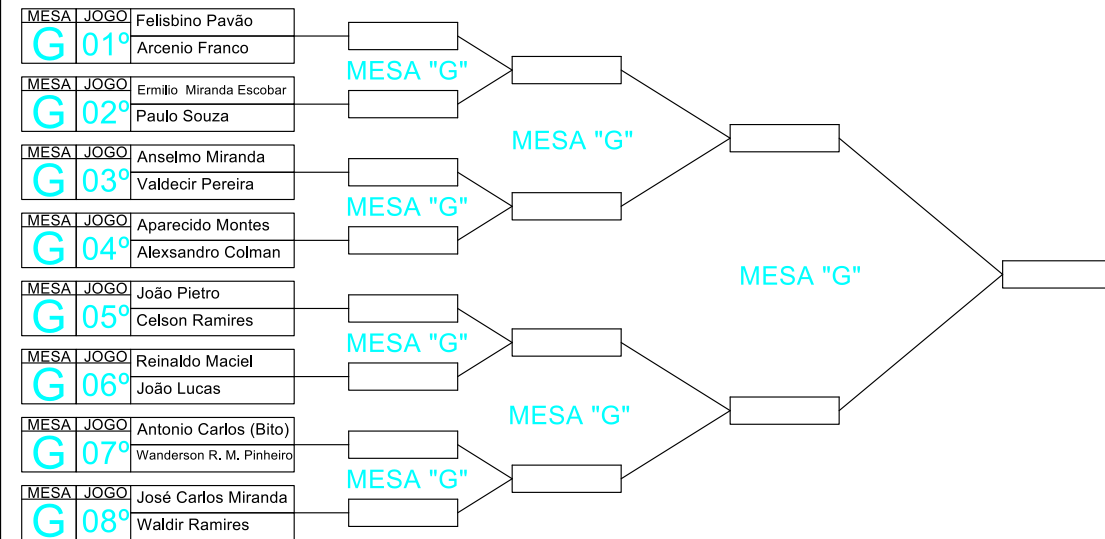 MESA JOGO Felisbino Pavão
G 01º Arcenio Franco
MESA "G"
MESA JOGO Ermilio Miranda Escobar
G 02º Paulo Souza
MESA "G"
MESA JOGO Anselmo Miranda
G 03º Valdecir Pereira
MESA "G"
MESA JOGO Aparecido Montes
G 04º Alexsandro Colman
MESA "G"
MESA JOGO João Pietro
G 05º Celson Ramires
MESA "G"
MESA JOGO Reinaldo Maciel
G 06º João Lucas
MESA "G"
MESA JOGO Antonio Carlos (Bito)
G 07º Wanderson R. M. Pinheiro
MESA "G"
MESA JOGO José Carlos Miranda
G 08º Waldir Ramires